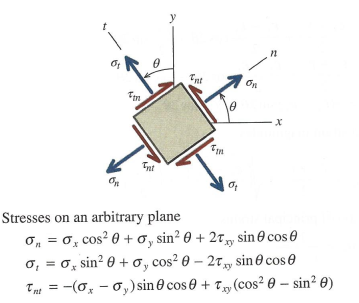 y
t
n
σt
θ
τnt
σn
τtn
θ
x
τtn
τnt
σn
σt
Stresses on an arbitrary plane
σn = σx cos² θ + σy sin² θ + 2τxy sin θ cos θ
σt = σx sin² θ + σy cos² θ − 2τxy sin θ cos θ
τnt = −(σx − σy) sin θ cos θ + τxy (cos² θ − sin² θ)